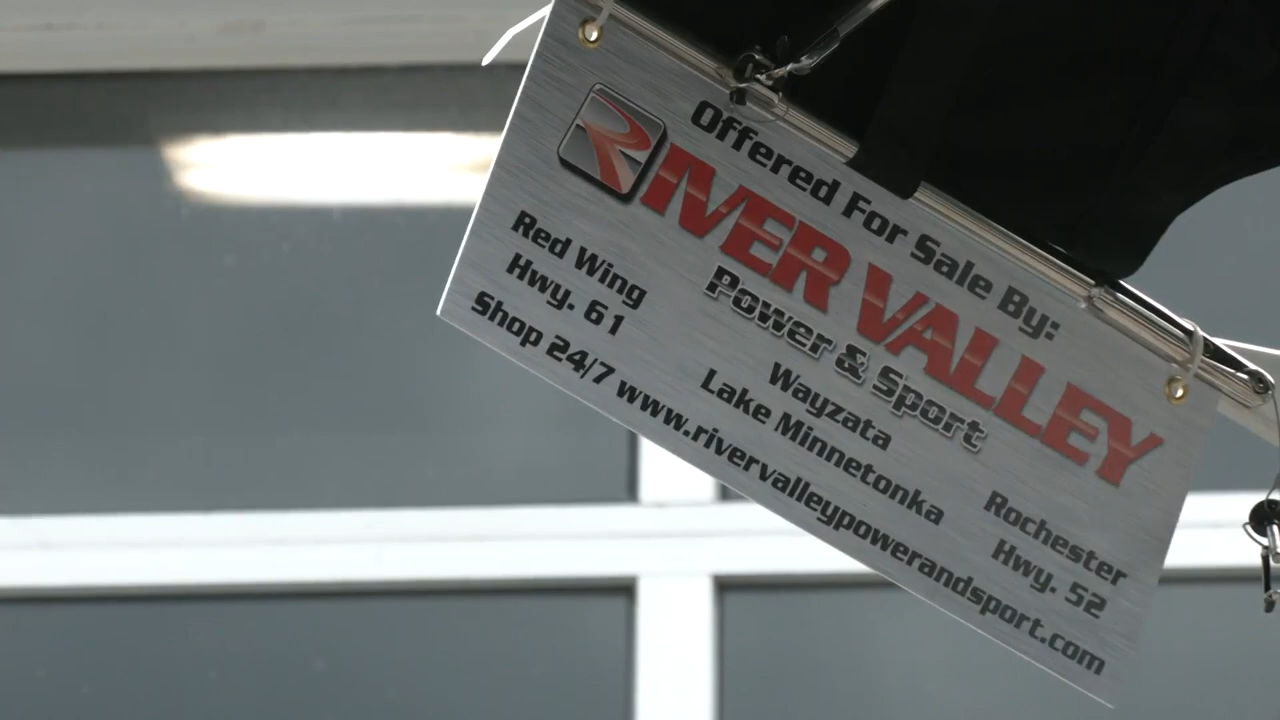 Offered For Sale By:
RIVER VALLEY
Power & Sport
Red Wing
Hwy. 61
Wayzata
Lake Minnetonka
Rochester
Hwy. 52
Shop 24/7 www.rivervalleypowerandsport.com